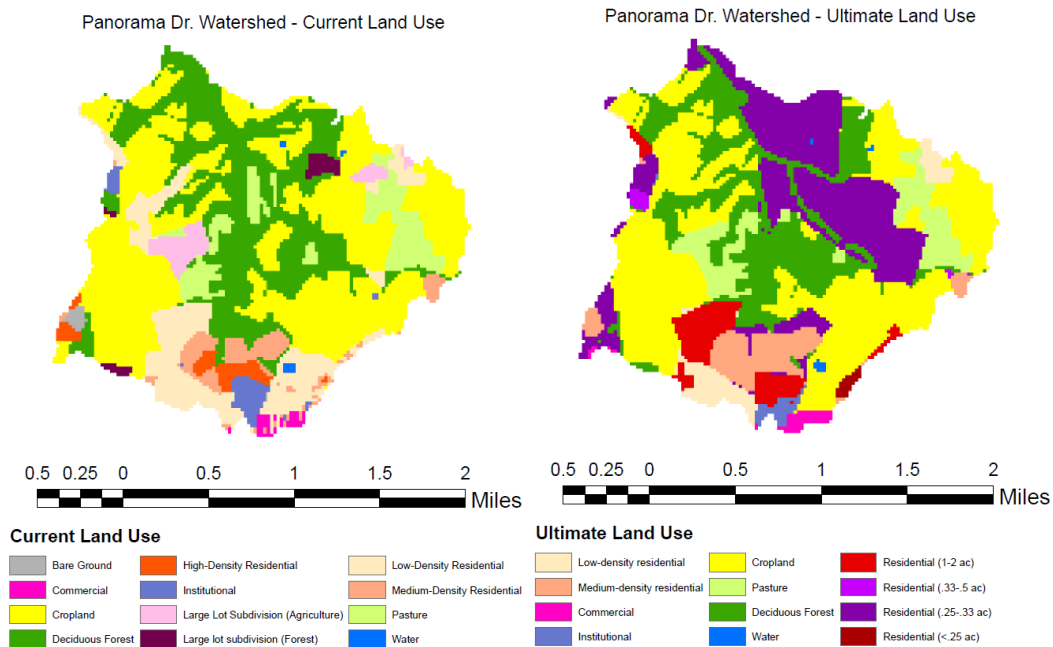 Panorama Dr. Watershed - Current Land Use
0.5 0.25 0 0.5 1 1.5 2
Miles
Current Land Use
Bare Ground
High-Density Residential
Low-Density Residential
Commercial
Institutional
Medium-Density Residential
Cropland
Large Lot Subdivision (Agriculture)
Pasture
Deciduous Forest
Large lot subdivision (Forest)
Water
Panorama Dr. Watershed - Ultimate Land Use
0.5 0.25 0 0.5 1 1.5 2
Miles
Ultimate Land Use
Low-density residential
Cropland
Residential (1-2 ac)
Medium-density residential
Pasture
Residential (.33-.5 ac)
Commercial
Deciduous Forest
Residential (.25-.33 ac)
Institutional
Water
Residential (<.25 ac)